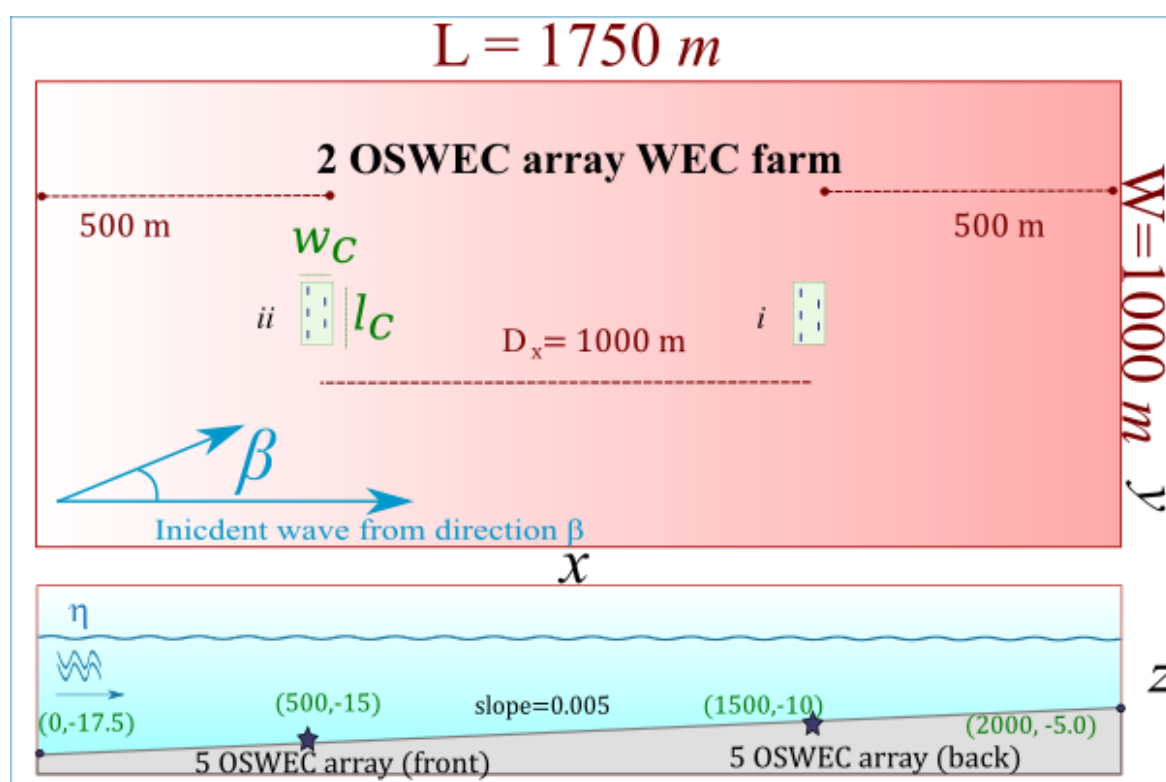 L = 1750 m
2 OSWEC array WEC farm
500 m
500 m
W=1000 m
w_C
l_C
ii
i
D_x= 1000 m
β
Inicdent wave from direction β
y
x
η
z
(0,-17.5)
(500,-15)
slope=0.005
(1500,-10)
(2000, -5.0)
5 OSWEC array (front)
5 OSWEC array (back)